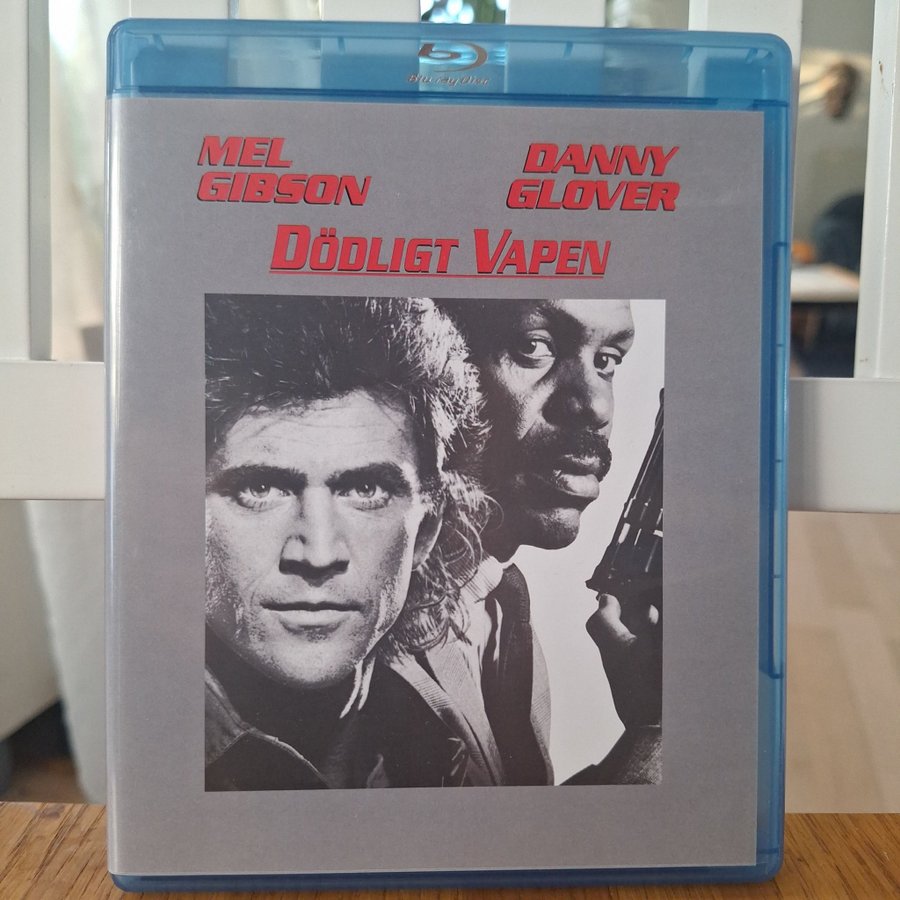 Blu-ray Disc
MEL
GIBSON
DANNY
GLOVER
DÖDLIGT VAPEN